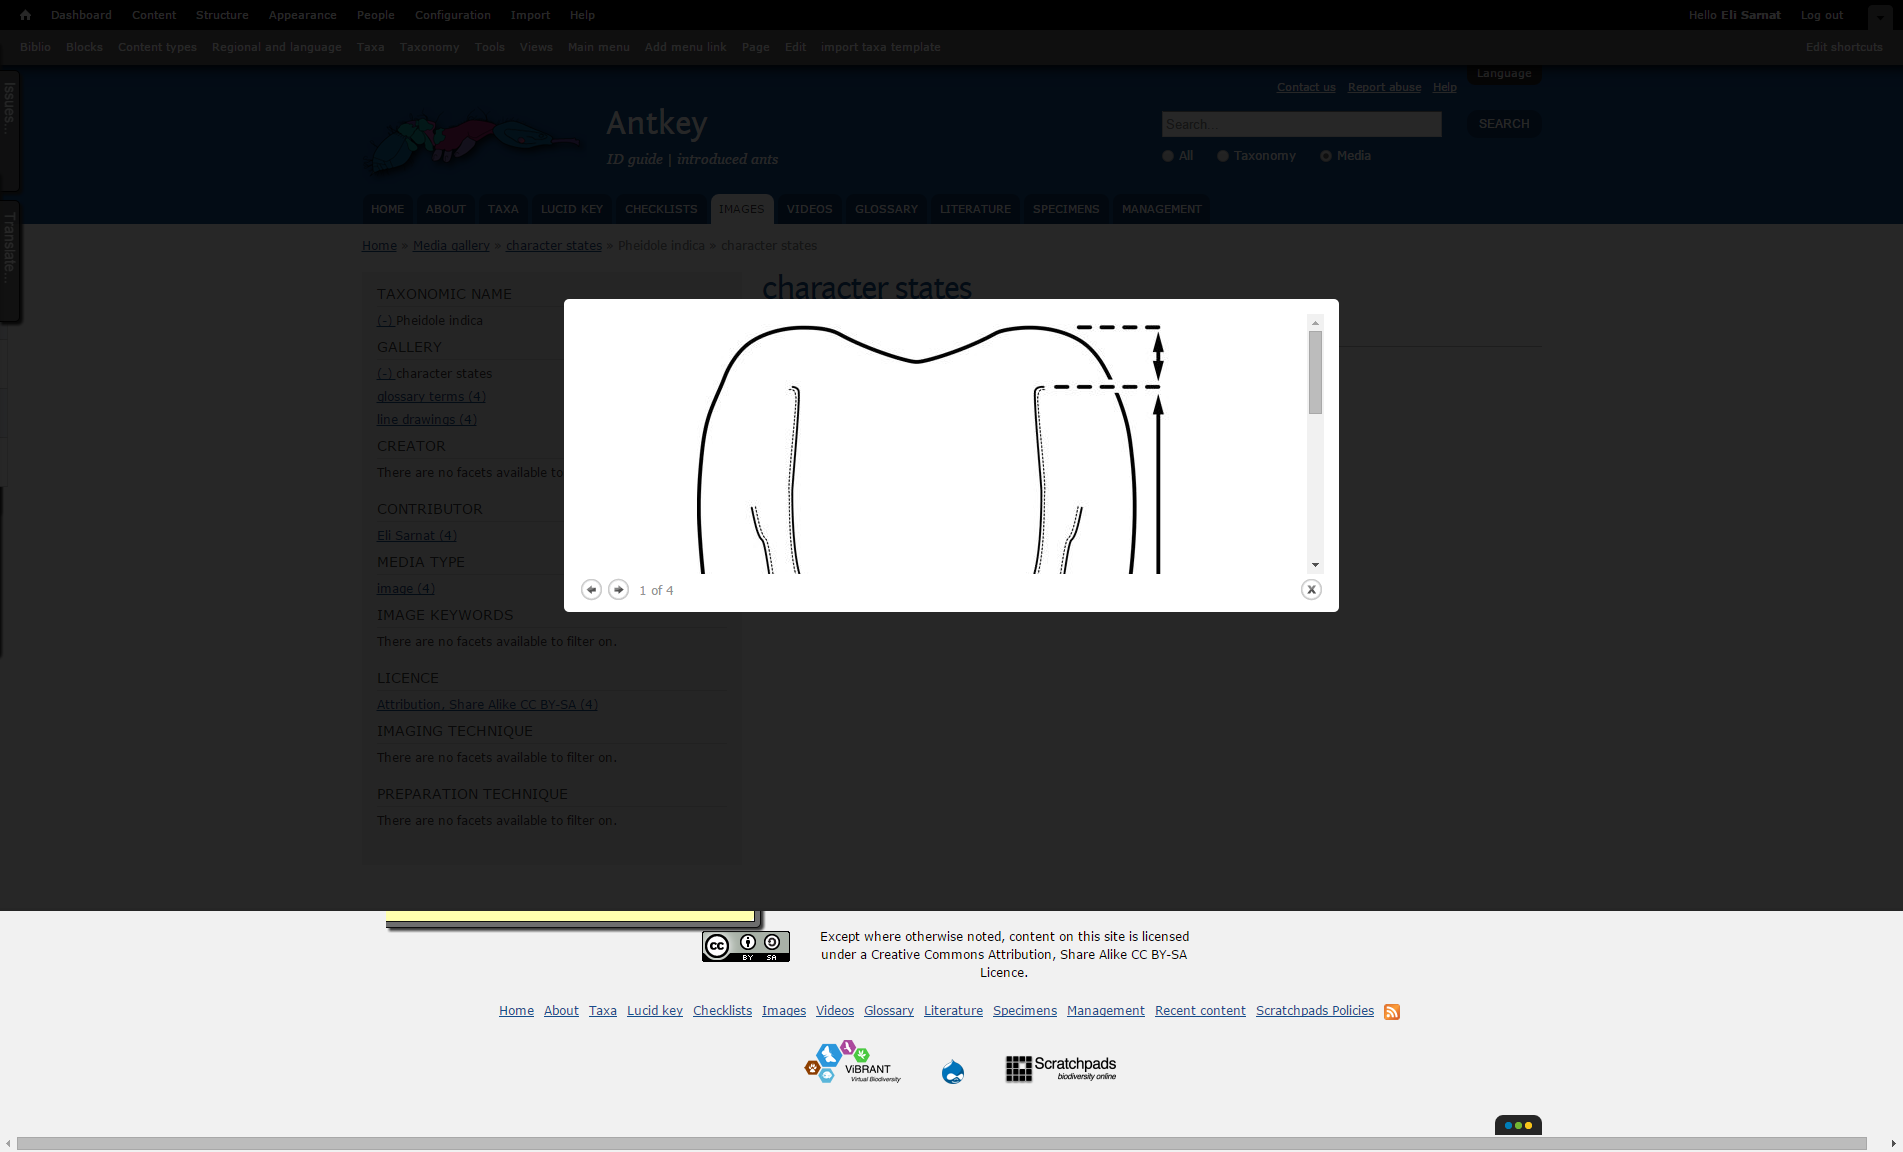 Dashboard Content Structure Appearance People Configuration Import Help Hello Eli Sarnat Log out
Biblio Blocks Content types Regional and language Taxa Taxonomy Tools Views Main menu Add menu link Page Edit import taxa template Edit shortcuts
Issues...
Translate...
Language
Contact us Report abuse Help
Antkey
ID guide | introduced ants
Search...
SEARCH
All Taxonomy Media
HOME ABOUT TAXA LUCID KEY CHECKLISTS IMAGES VIDEOS GLOSSARY LITERATURE SPECIMENS MANAGEMENT
Home » Media gallery » character states » Pheidole indica » character states
character states
TAXONOMIC NAME
(-) Pheidole indica
GALLERY
(-) character states
glossary terms (4)
line drawings (4)
CREATOR
There are no facets available to
CONTRIBUTOR
Eli Sarnat (4)
MEDIA TYPE
image (4)
IMAGE KEYWORDS
There are no facets available to filter on.
LICENCE
Attribution, Share Alike CC BY-SA (4)
IMAGING TECHNIQUE
There are no facets available to filter on.
PREPARATION TECHNIQUE
There are no facets available to filter on.
1 of 4
cc BY SA
Except where otherwise noted, content on this site is licensed
under a Creative Commons Attribution, Share Alike CC BY-SA
Licence.
Home About Taxa Lucid key Checklists Images Videos Glossary Literature Specimens Management Recent content Scratchpads Policies
ViBRANT
Virtual Biodiversity
Scratchpads
biodiversity online